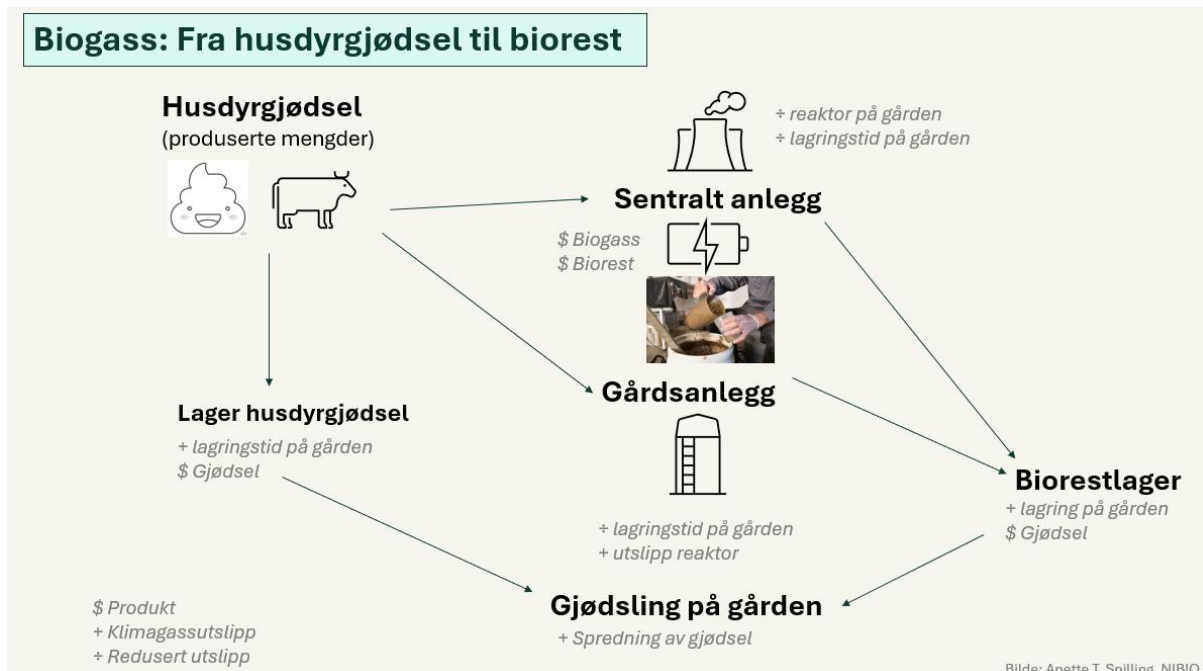 Biogass: Fra husdyrgjødsel til biorest
Husdyrgjødsel
(produserte mengder)
÷ reaktor på gården
÷ lagringstid på gården
Sentralt anlegg
$ Biogass
$ Biorest
Gårdsanlegg
Lager husdyrgjødsel
+ lagringstid på gården
$ Gjødsel
÷ lagringstid på gården
+ utslipp reaktor
Biorestlager
+ lagring på gården
$ Gjødsel
Gjødsling på gården
+ Spredning av gjødsel
$ Produkt
+ Klimagassutslipp
÷ Redusert utslipp
Bilde: Anette T. Spilling, NIBIO